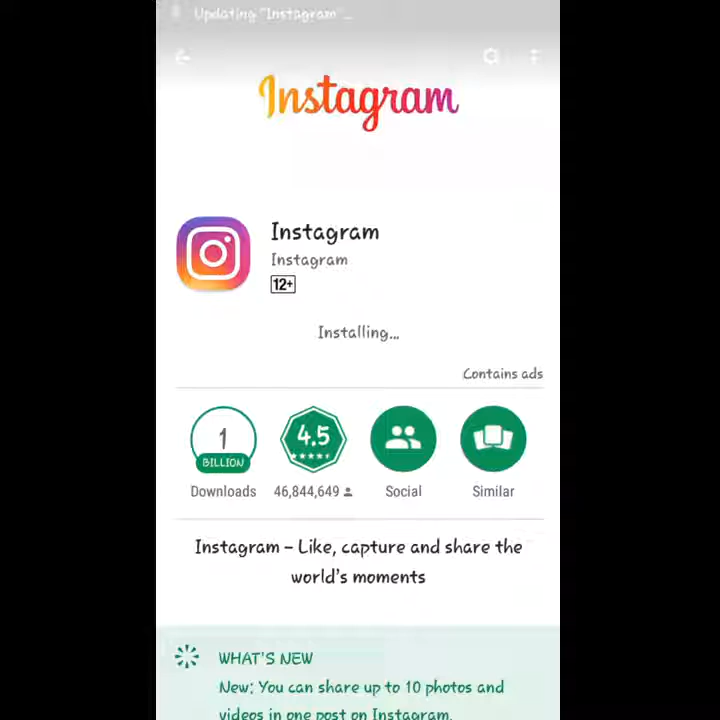 Updating "Instagram"...
Instagram
Instagram
Instagram
12+
Installing...
Contains ads
1
BILLION
4.5
Downloads
46,844,649
Social
Similar
Instagram – Like, capture and share the
world's moments
WHAT'S NEW
New: You can share up to 10 photos and
videos in one post on Instagram.